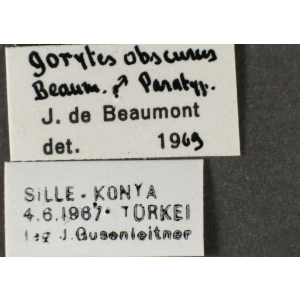 gorytes obscurus
Beaum. ♂ Paratyp.
J. de Beaumont
det. 1969
SiLLE - KONYA
4.6.1967 TÜRKEI
leg J. Gusenleitner